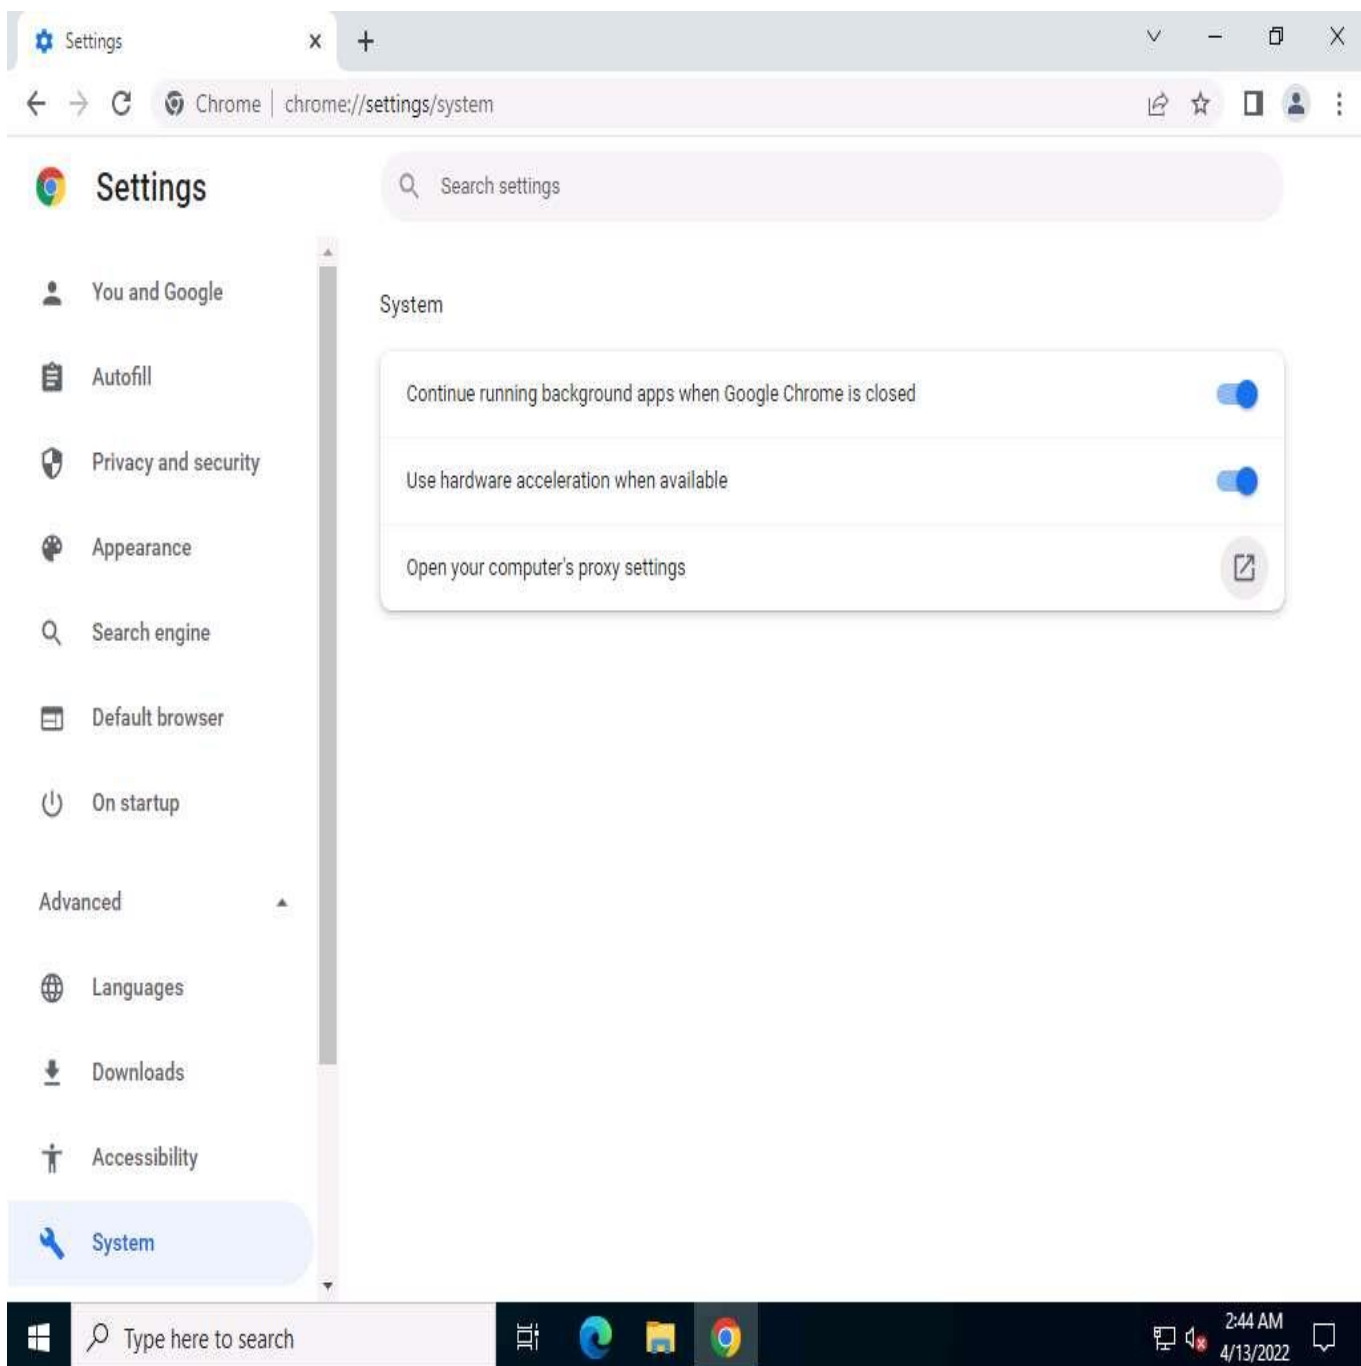 Settings
Chrome | chrome://settings/system
Settings
Search settings
You and Google
Autofill
Privacy and security
Appearance
Search engine
Default browser
On startup
Advanced
Languages
Downloads
Accessibility
System
System
Continue running background apps when Google Chrome is closed
Use hardware acceleration when available
Open your computer's proxy settings
Type here to search
2:44 AM
4/13/2022